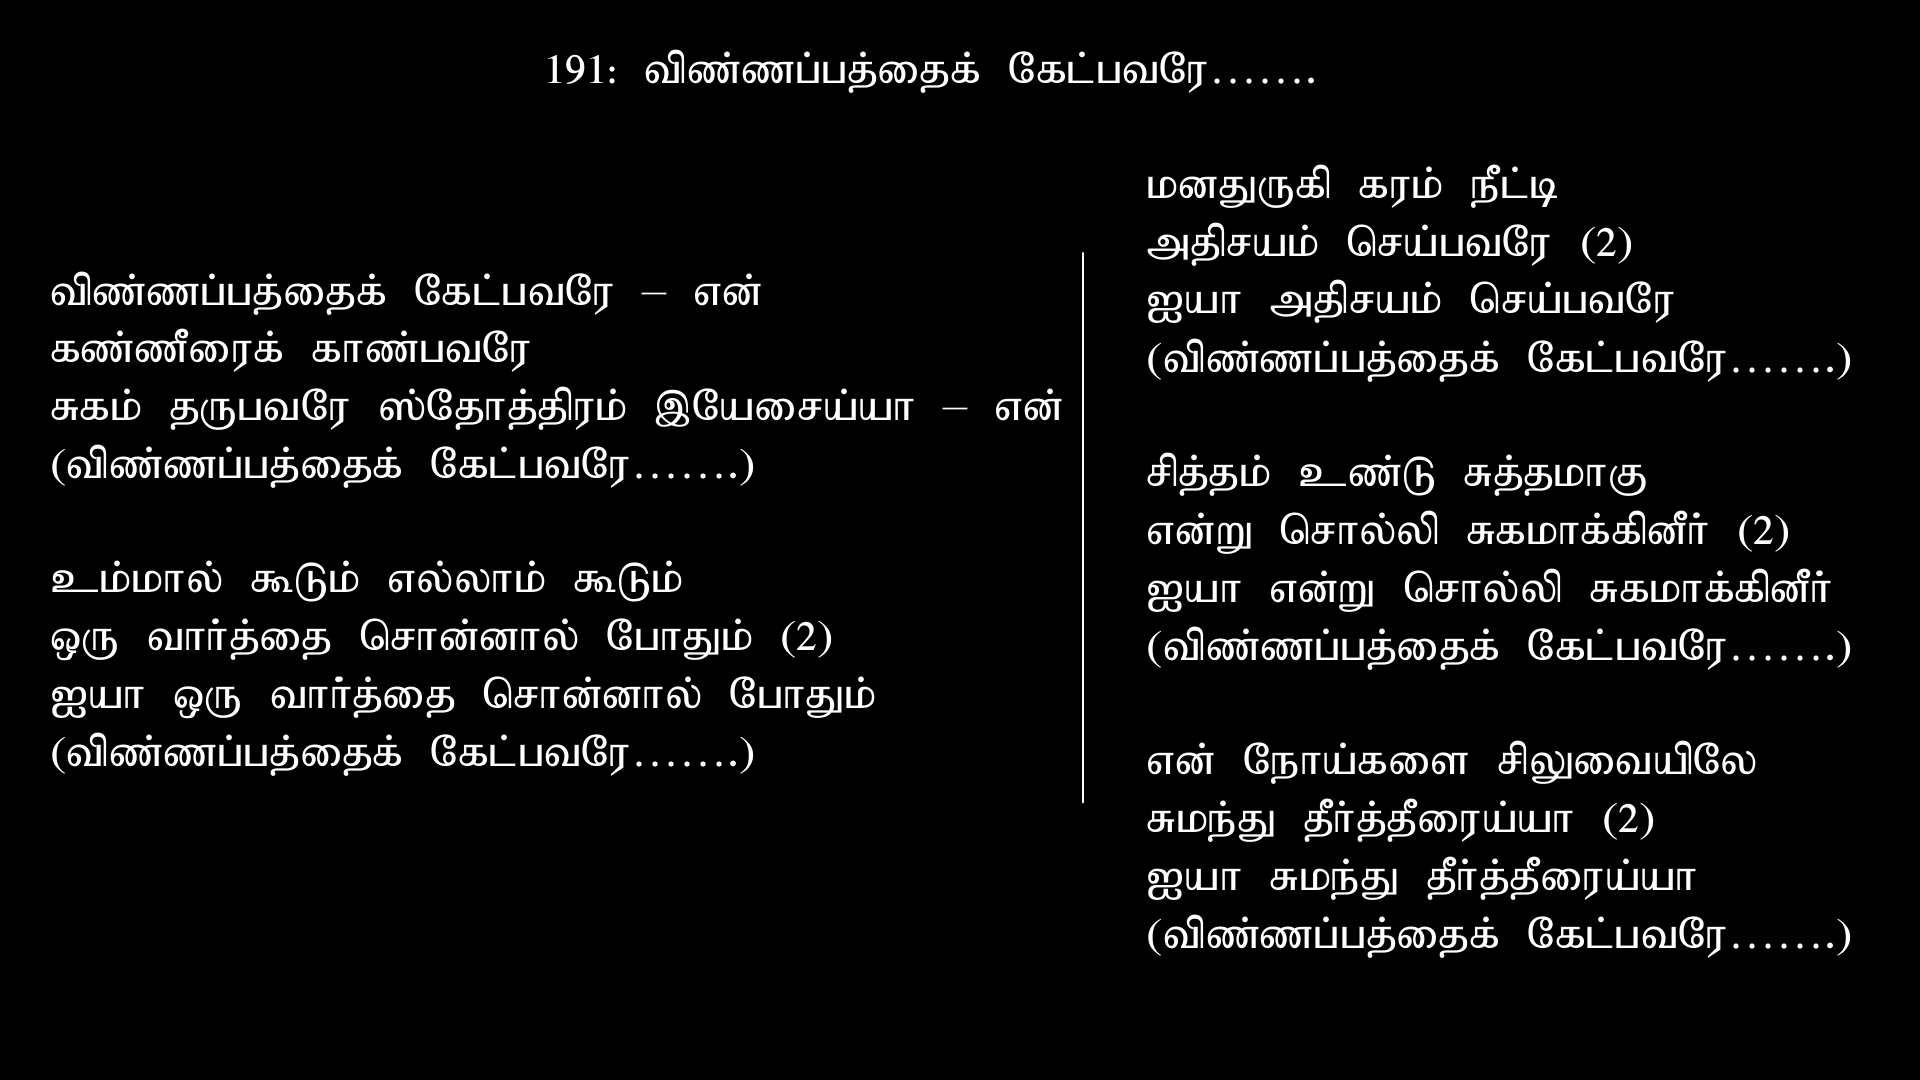 191: விண்ணப்பத்தைக் கேட்பவரே…….
விண்ணப்பத்தைக் கேட்பவரே – என்
கண்ணீரைக் காண்பவரே
சுகம் தருபவரே ஸ்தோத்திரம் இயேசைய்யா – என்
(விண்ணப்பத்தைக் கேட்பவரே…….)
உம்மால் கூடும் எல்லாம் கூடும்
ஒரு வார்த்தை சொன்னால் போதும் (2)
ஐயா ஒரு வார்த்தை சொன்னால் போதும்
(விண்ணப்பத்தைக் கேட்பவரே…….)
மனதுருகி கரம் நீட்டி
அதிசயம் செய்பவரே (2)
ஐயா அதிசயம் செய்பவரே
(விண்ணப்பத்தைக் கேட்பவரே…….)
சித்தம் உண்டு சுத்தமாகு
என்று சொல்லி சுகமாக்கினீர் (2)
ஐயா என்று சொல்லி சுகமாக்கினீர்
(விண்ணப்பத்தைக் கேட்பவரே…….)
என் நோய்களை சிலுவையிலே
சுமந்து தீர்த்தீரைய்யா (2)
ஐயா சுமந்து தீர்த்தீரைய்யா
(விண்ணப்பத்தைக் கேட்பவரே…….)